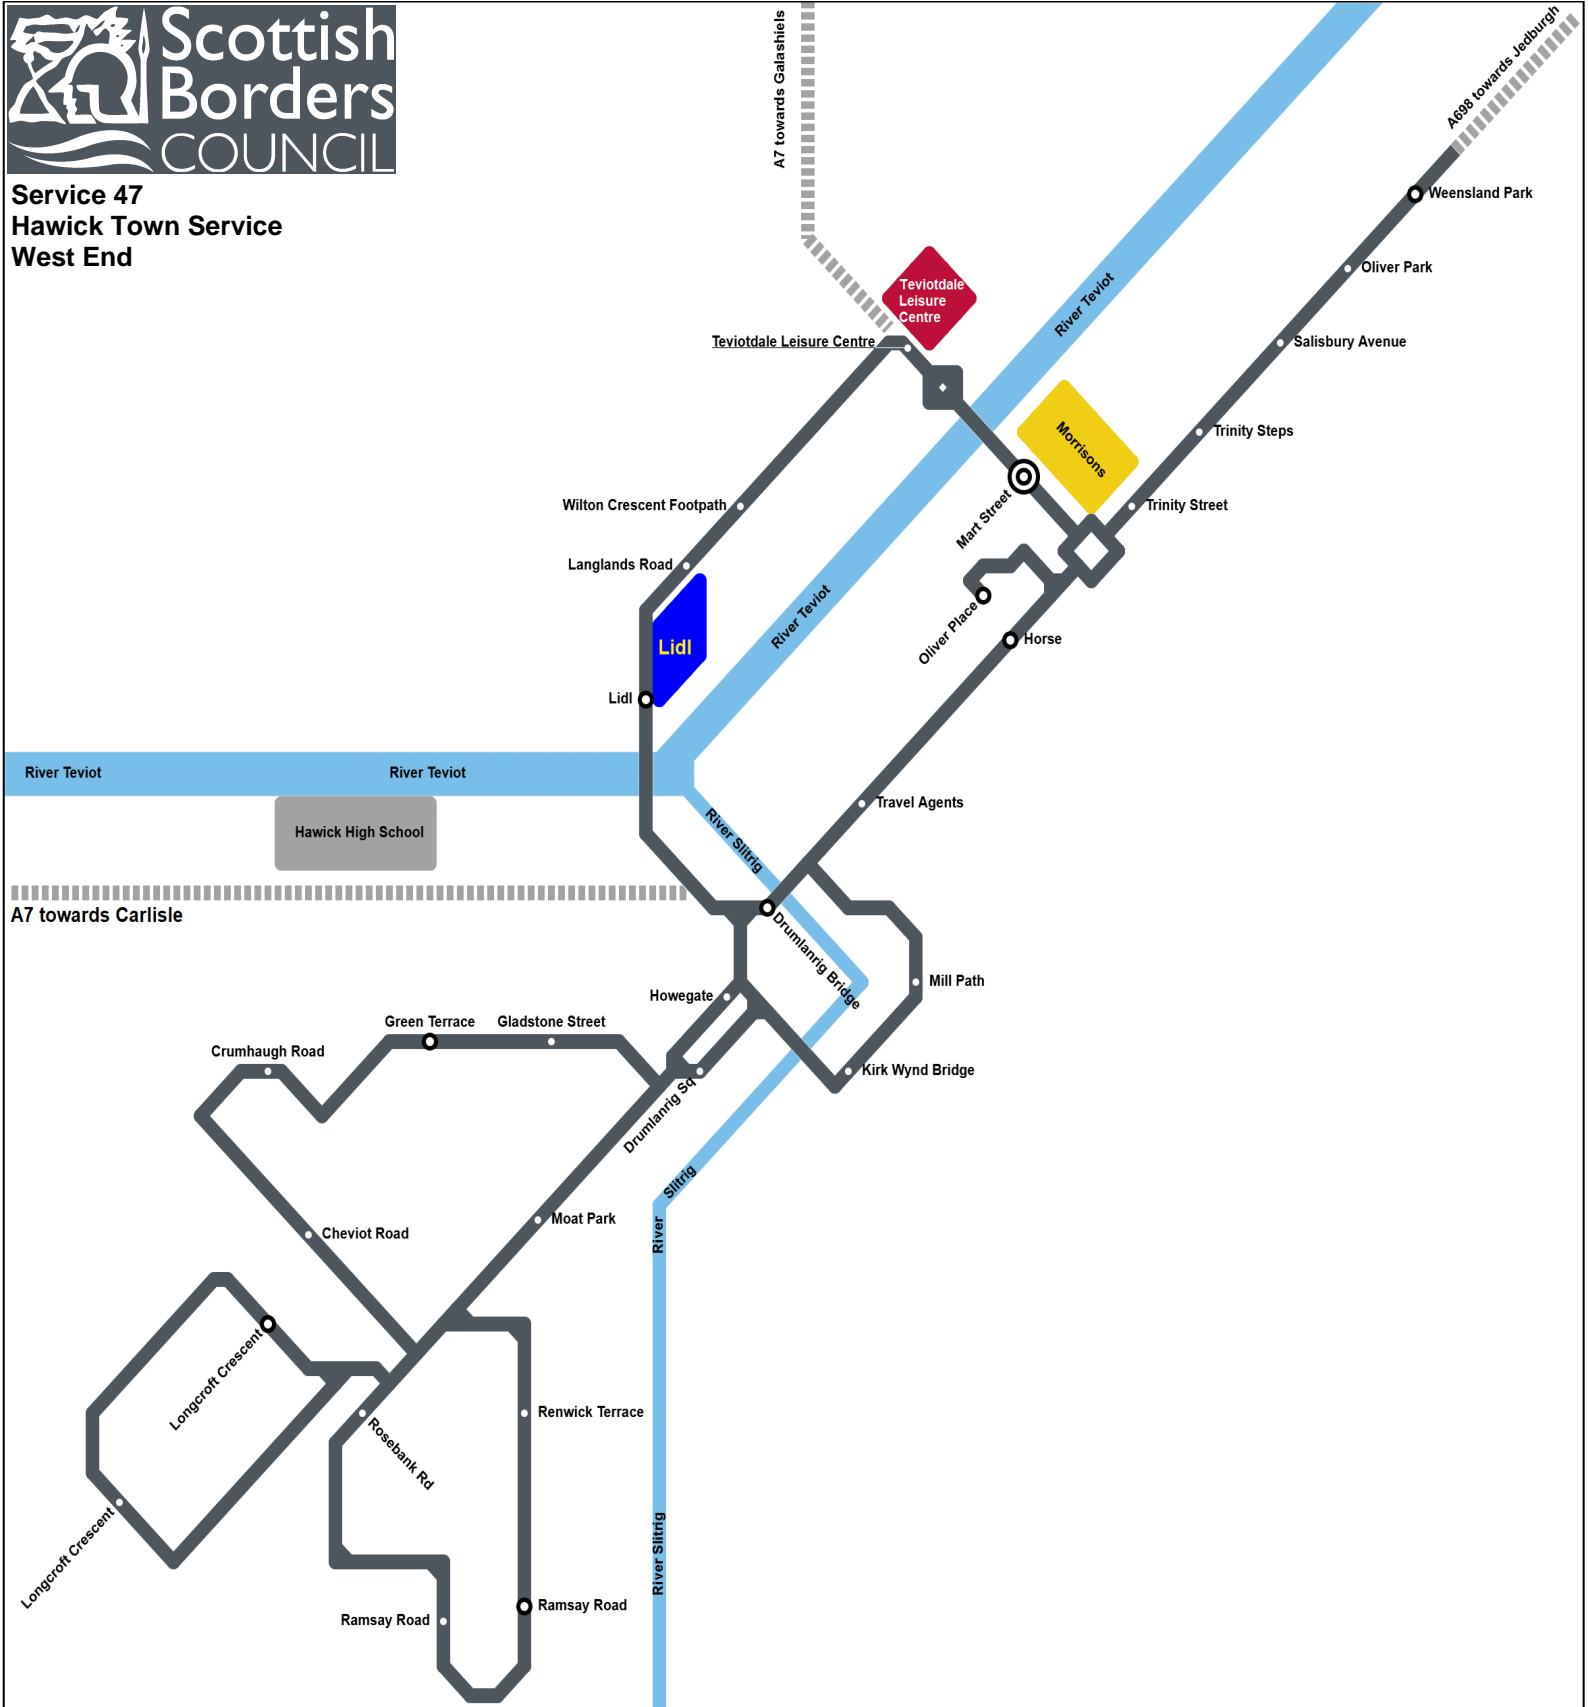 Scottish
Borders
COUNCIL
Service 47
Hawick Town Service
West End
A7 towards Galashiels
A698 towards Jedburgh
Weensland Park
Oliver Park
Teviotdale
Leisure
Centre
River Teviot
Teviotdale Leisure Centre
Salisbury Avenue
Morrisons
Trinity Steps
Wilton Crescent Footpath
Mart Street
Trinity Street
Langlands Road
River Teviot
Oliver Place
Horse
Lidl
Lidl
River Teviot
River Teviot
Travel Agents
Hawick High School
River Slitrig
A7 towards Carlisle
Drumlanrig Bridge
Mill Path
Howegate
Green Terrace
Gladstone Street
Crumhaugh Road
Kirk Wynd Bridge
Drumlanrig Sq
Slitrig
River
Moat Park
Cheviot Road
Longcroft Crescent
Renwick Terrace
Rosebank Rd
Longcroft Crescent
River Slitrig
Ramsay Road
Ramsay Road